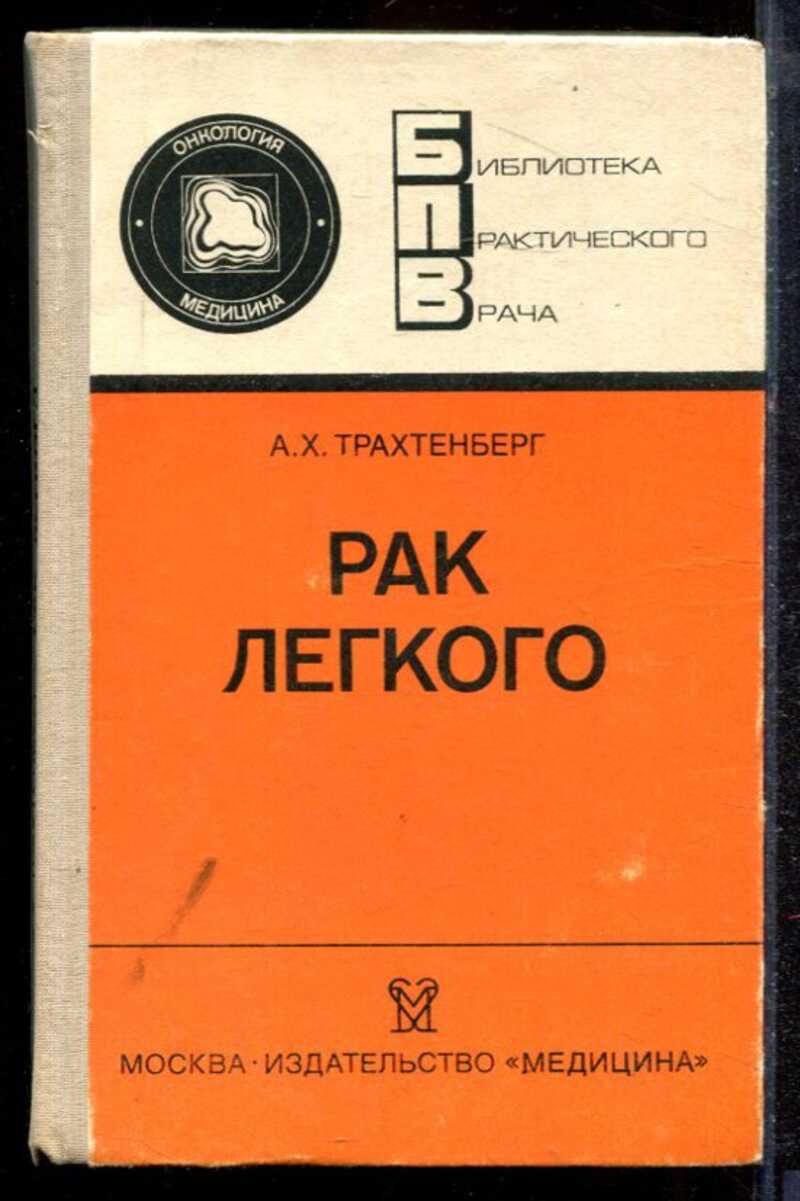 ОНКОЛОГИЯ
МЕДИЦИНА
БИБЛИОТЕКА
ПРАКТИЧЕСКОГО
ВРАЧА
А.Х. ТРАХТЕНБЕРГ
РАК
ЛЕГКОГО
МОСКВА · ИЗДАТЕЛЬСТВО «МЕДИЦИНА»